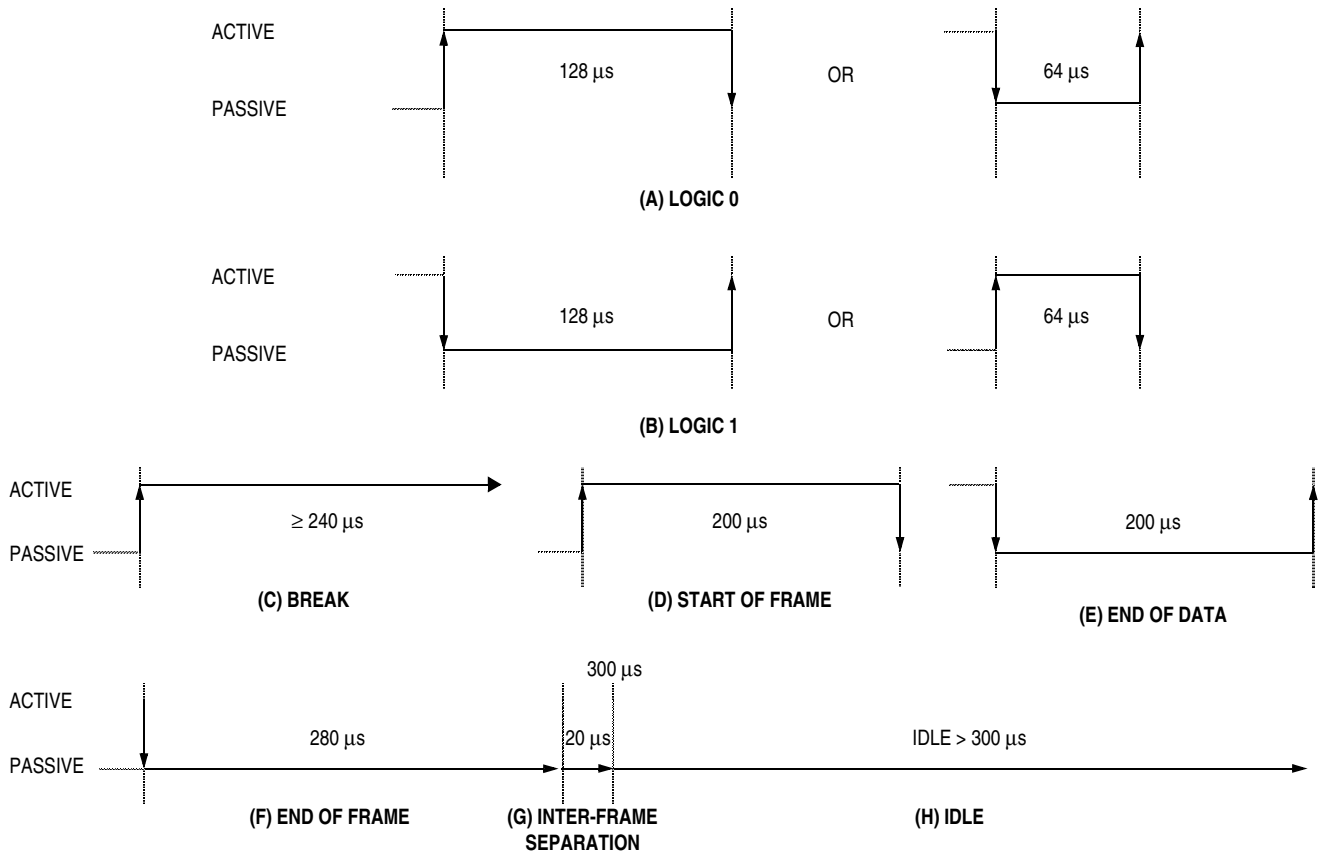 ACTIVE
128 µs
OR
64 µs
PASSIVE
(A) LOGIC 0
ACTIVE
128 µs
OR
64 µs
PASSIVE
(B) LOGIC 1
ACTIVE
≥ 240 µs
200 µs
200 µs
PASSIVE
(C) BREAK
(D) START OF FRAME
(E) END OF DATA
300 µs
ACTIVE
280 µs
20 µs
IDLE > 300 µs
PASSIVE
(F) END OF FRAME
(G) INTER-FRAME
SEPARATION
(H) IDLE